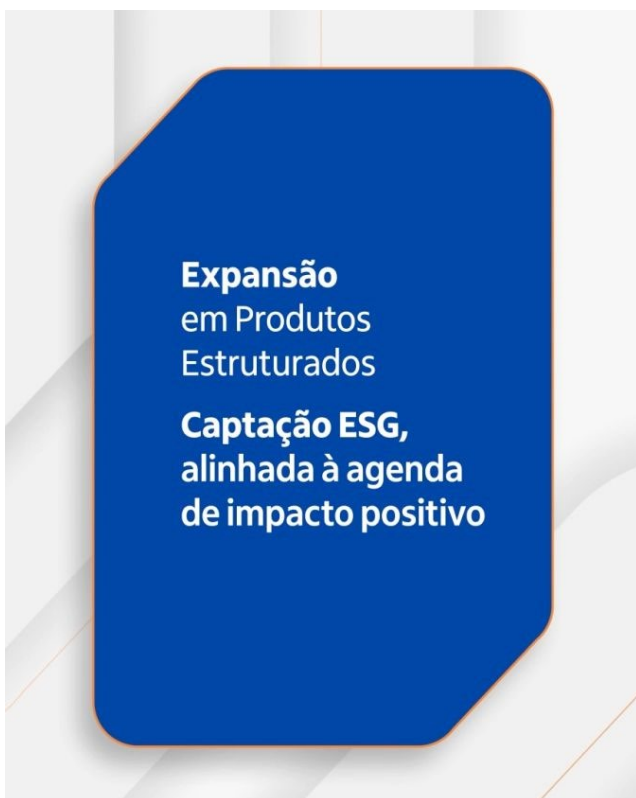 Expansão
em Produtos
Estruturados
Captação ESG,
alinhada à agenda
de impacto positivo